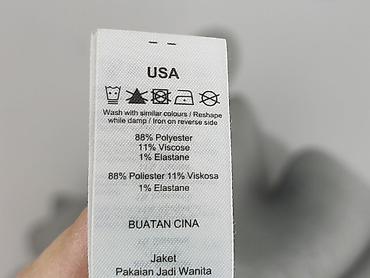 USA
Wash with similar colours / Reshape
while damp / Iron on reverse side
88% Polyester
11% Viscose
1% Elastane
88% Poliester 11% Viskosa
1% Elastane
BUATAN CINA
Jaket
Pakaian Jadi Wanita